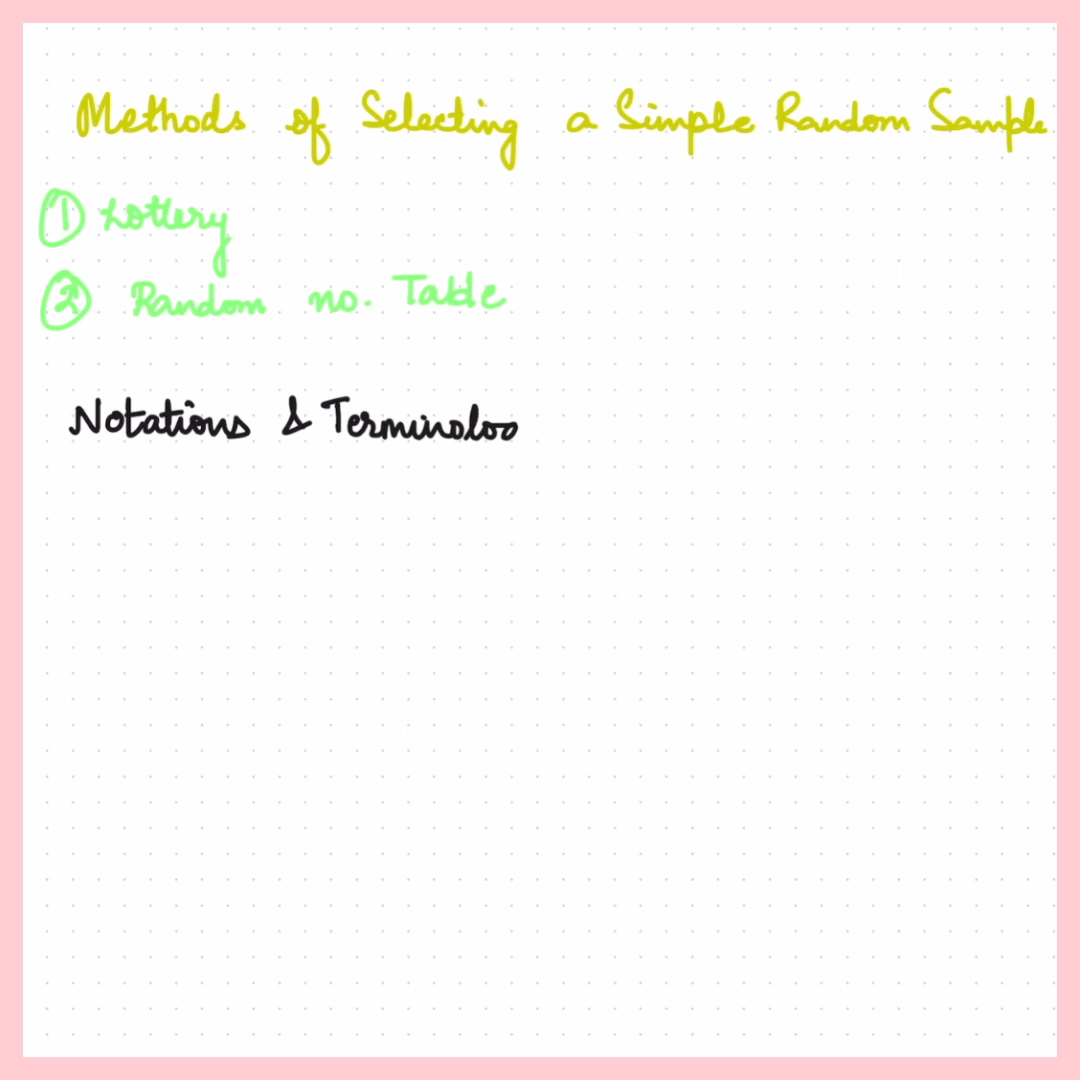 Methods of Selecting a Simple Random Sample
① Lottery
② Random no. Table
Notations & Terminoloo